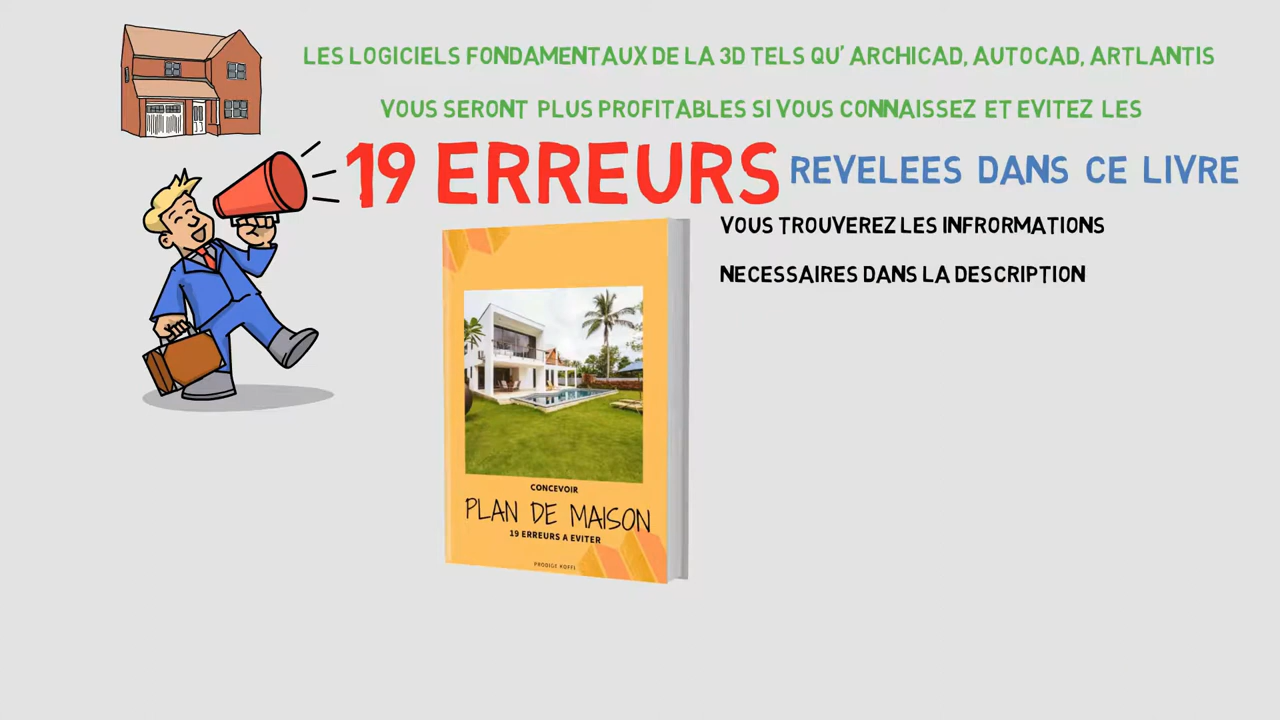 LES LOGICIELS FONDAMENTAUX DE LA 3D TELS QU' ARCHICAD, AUTOCAD, ARTLANTIS
VOUS SERONT PLUS PROFITABLES SI VOUS CONNAISSEZ ET EVITEZ LES
19 ERREURS REVELEES DANS CE LIVRE
VOUS TROUVEREZ LES INFRORMATIONS
NECESSAIRES DANS LA DESCRIPTION
CONCEVOIR
PLAN DE MAISON
19 ERREURS A EVITER
PRODIGE KOFFI